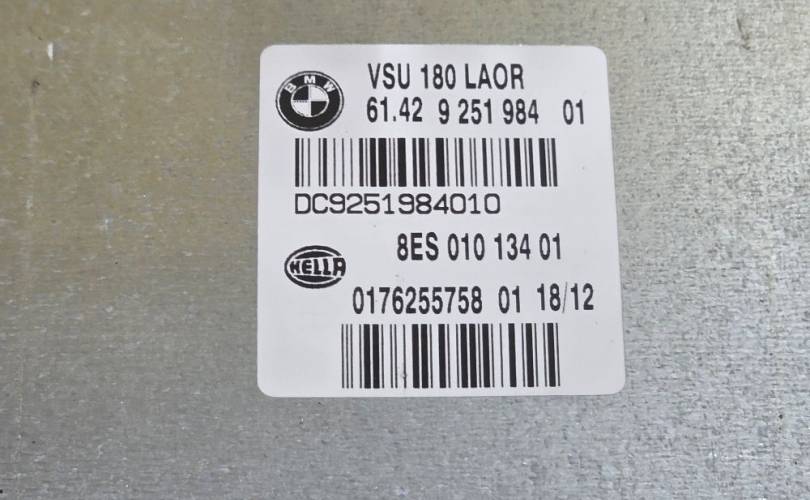 BMW
VSU 180 LAOR
61.42 9 251 984 01
DC9251984010
8ES 010 134 01
HELLA
0176255758 01 18/12